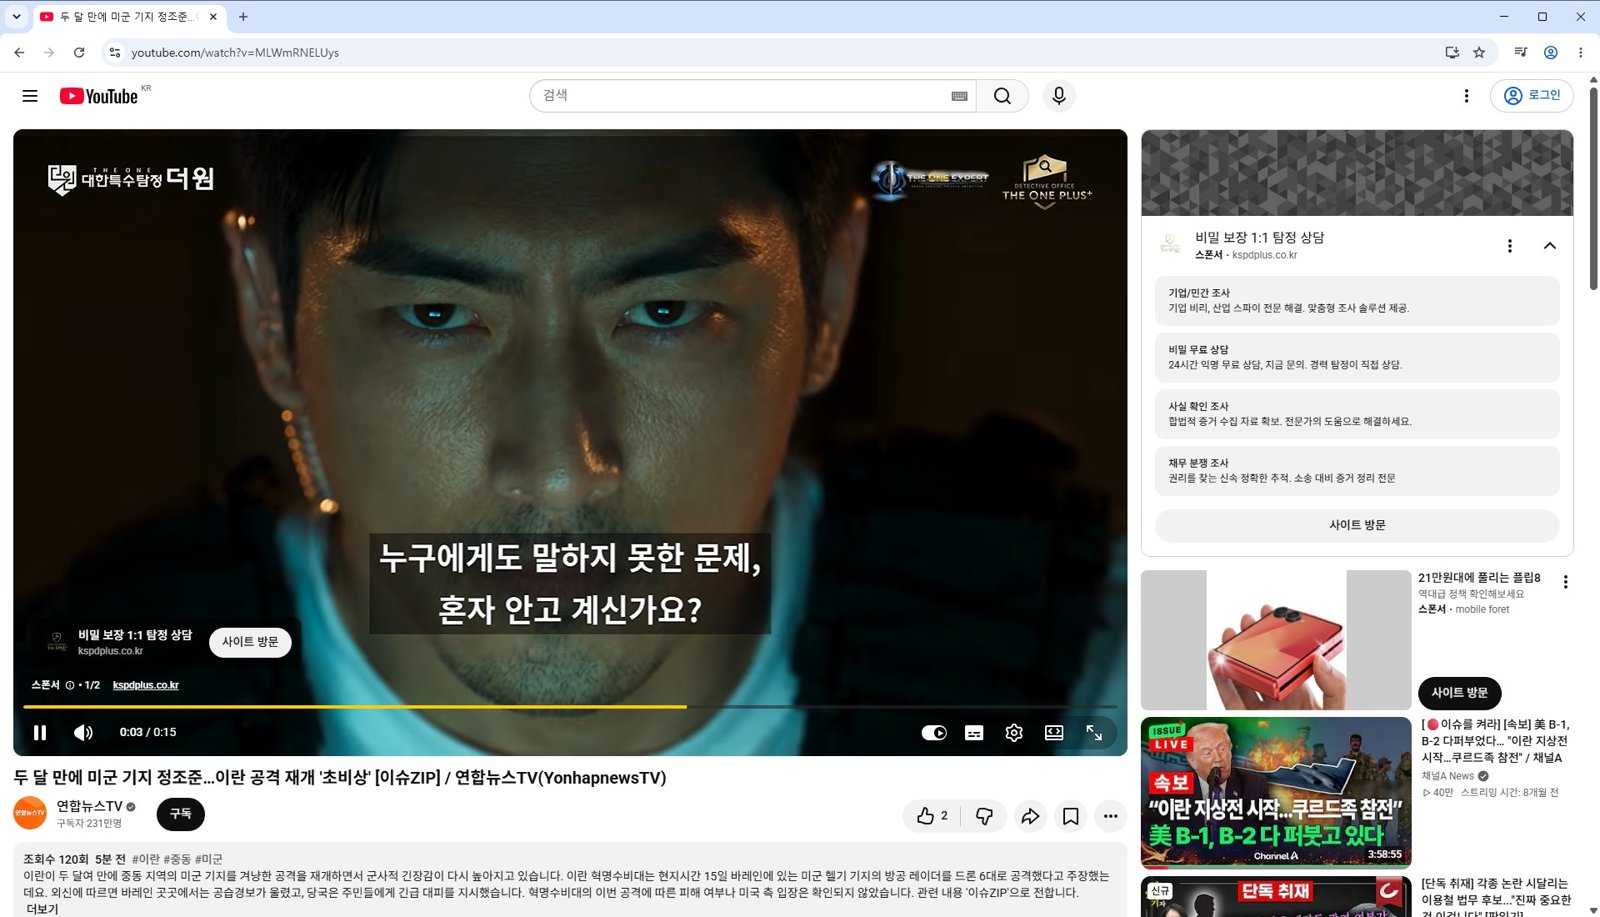 두 달 만에 미군 기지 정조준...
youtube.com/watch?v=MLWmRNELUys
YouTube KR
검색
로그인
THE ONE
대한특수탐정 더원
THE ONE EXPERT
DETECTIVE OFFICE
THE ONE PLUS+
누구에게도 말하지 못한 문제,
혼자 안고 계신가요?
비밀 보장 1:1 탐정 상담
kspdplus.co.kr
사이트 방문
스폰서 · 1/2 kspdplus.co.kr
0:03 / 0:15
두 달 만에 미군 기지 정조준...이란 공격 재개 '초비상' [이슈ZIP] / 연합뉴스TV(YonhapnewsTV)
연합뉴스TV
연합뉴스TV
구독자 231만명
구독
2
조회수 120회 5분 전 #이란 #중동 #미군
이란이 두 달여 만에 중동 지역의 미군 기지를 겨냥한 공격을 재개하면서 군사적 긴장감이 다시 높아지고 있습니다. 이란 혁명수비대는 현지시간 15일 바레인에 있는 미군 헬기 기지의 방공 레이더를 드론 6대로 공격했다고 주장했는
데요. 외신에 따르면 바레인 곳곳에서는 공습경보가 울렸고, 당국은 주민들에게 긴급 대피를 지시했습니다. 혁명수비대의 이번 공격에 따른 피해 여부나 미국 측 입장은 확인되지 않았습니다. 관련 내용 '이슈ZIP'으로 전합니다.
더보기
비밀 보장 1:1 탐정 상담
스폰서 · kspdplus.co.kr
기업/민간 조사
기업 비리, 산업 스파이 전문 해결. 맞춤형 조사 솔루션 제공.
비밀 무료 상담
24시간 익명 무료 상담, 지금 문의. 경력 탐정이 직접 상담.
사실 확인 조사
합법적 증거 수집 자료 확보. 전문가의 도움으로 해결하세요.
채무 분쟁 조사
권리를 찾는 신속 정확한 추적. 소송 대비 증거 정리 전문
사이트 방문
21만원대에 풀리는 플립8
역대급 정책 확인해보세요
스폰서 · mobile foret
사이트 방문
ISSUE
LIVE
속보
“이란 지상전 시작...쿠르드족 참전”
美 B-1, B-2 다 퍼붓고 있다
Channel A
3:58:55
[🔴이슈를 켜라] [속보] 美 B-1,
B-2 다퍼부었다... "이란 지상전
시작...쿠르드족 참전" / 채널A
채널A News
▷ 40만 스트리밍 시간: 8개월 전
신규
기자
단독 취재
[단독 취재] 각종 논란 시달리는
이용철 법무 후보..."진짜 중요한